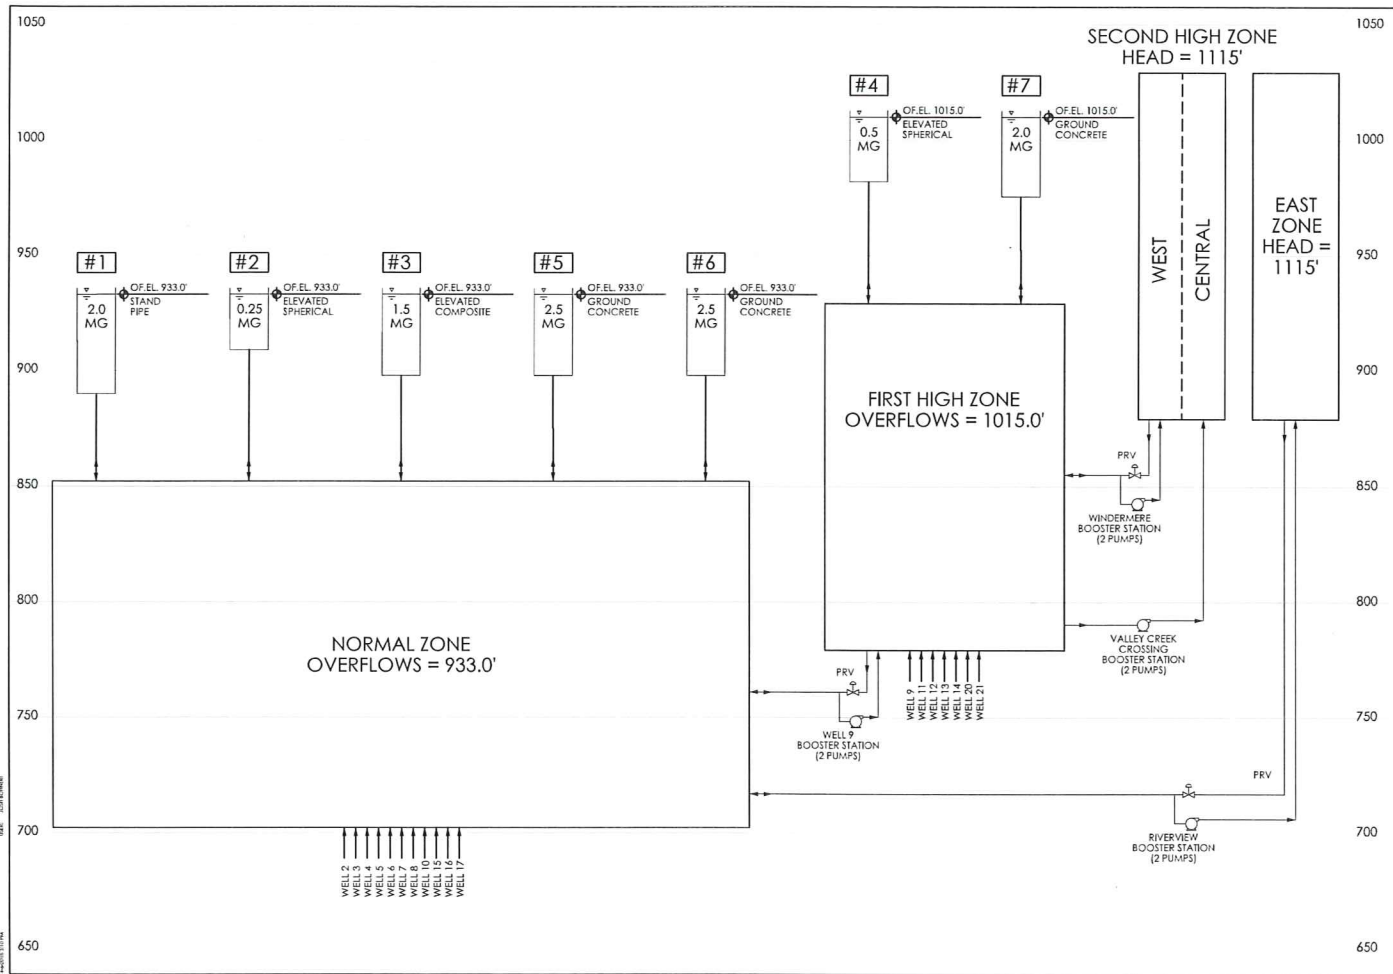 1050
1050
SECOND HIGH ZONE
HEAD = 1115'
#4
#7
OF.EL. 1015.0'
ELEVATED
SPHERICAL
0.5
MG
OF.EL. 1015.0'
GROUND
CONCRETE
2.0
MG
1000
1000
WEST
CENTRAL
EAST
ZONE
HEAD =
1115'
950
950
#1
#2
#3
#5
#6
OF.EL. 933.0'
STAND
PIPE
2.0
MG
OF.EL. 933.0'
ELEVATED
SPHERICAL
0.25
MG
OF.EL. 933.0'
ELEVATED
COMPOSITE
1.5
MG
OF.EL. 933.0'
GROUND
CONCRETE
2.5
MG
OF.EL. 933.0'
GROUND
CONCRETE
2.5
MG
900
900
FIRST HIGH ZONE
OVERFLOWS = 1015.0'
PRV
850
850
WINDERMERE
BOOSTER STATION
(2 PUMPS)
800
800
NORMAL ZONE
OVERFLOWS = 933.0'
VALLEY CREEK
CROSSING
BOOSTER STATION
(2 PUMPS)
PRV
WELL 9
WELL 11
WELL 12
WELL 13
WELL 14
WELL 20
WELL 21
750
750
WELL 9
BOOSTER STATION
(2 PUMPS)
PRV
700
700
RIVERVIEW
BOOSTER STATION
(2 PUMPS)
WELL 2
WELL 3
WELL 4
WELL 5
WELL 6
WELL 7
WELL 8
WELL 10
WELL 15
WELL 16
WELL 17
650
650